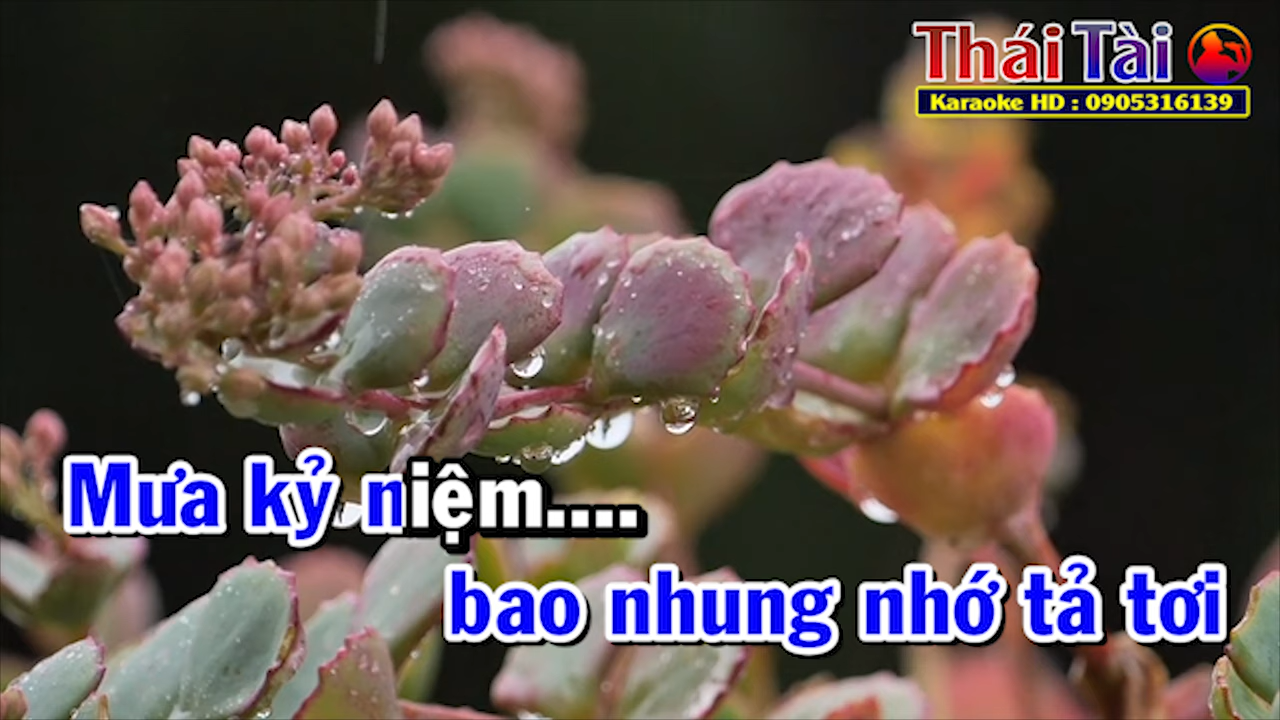 Thái Tài
Karaoke HD : 0905316139
Mưa kỷ niệm....
bao nhung nhớ tả tơi